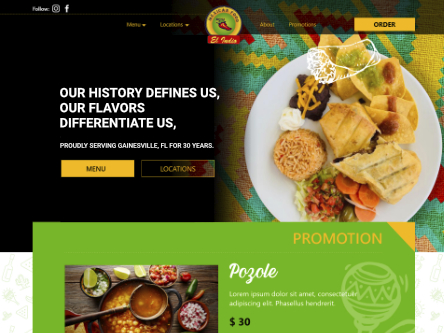 Follow:
Menu
Locations
MEXICAN FOOD
El Indio
About
Promotions
ORDER
OUR HISTORY DEFINES US,
OUR FLAVORS
DIFFERENTIATE US,
PROUDLY SERVING GAINESVILLE, FL FOR 30 YEARS.
MENU
LOCATIONS
PROMOTION
Pozole
Lorem ipsum dolor sit amet, consectetur
adipiscing elit. Phasellus hendrerit.
$ 30